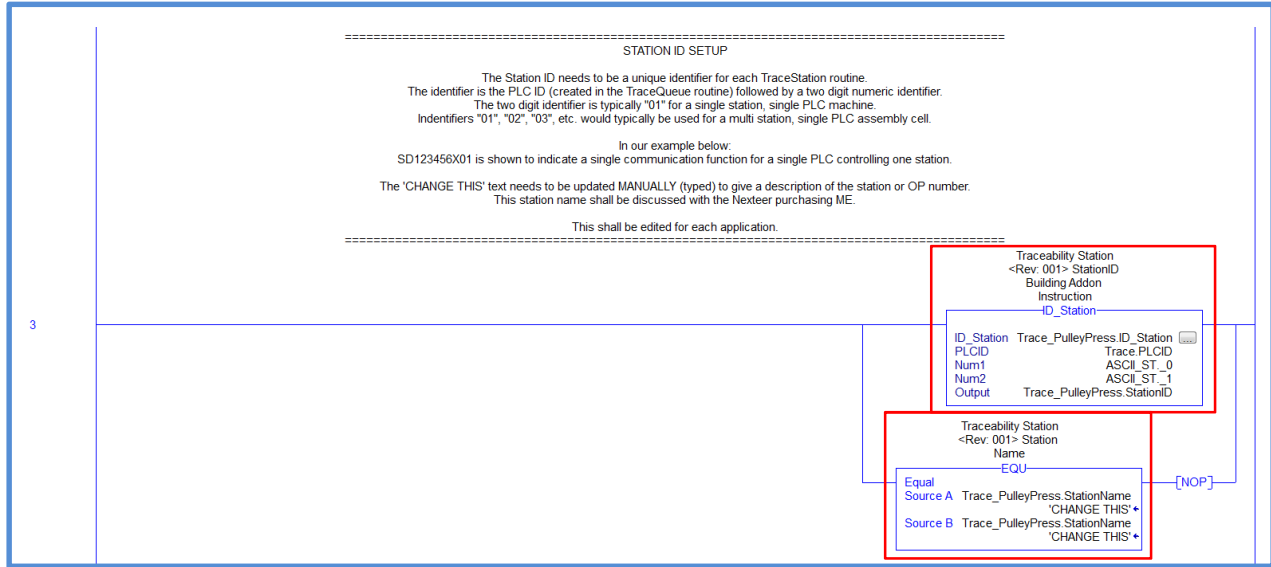 ================================================================================================
STATION ID SETUP
The Station ID needs to be a unique identifier for each TraceStation routine.
The identifier is the PLC ID (created in the TraceQueue routine) followed by a two digit numeric identifier.
The two digit identifier is typically "01" for a single station, single PLC machine.
Indentifiers "01", "02", "03", etc. would typically be used for a multi station, single PLC assembly cell.
In our example below:
SD123456X01 is shown to indicate a single communication function for a single PLC controlling one station.
The 'CHANGE THIS' text needs to be updated MANUALLY (typed) to give a description of the station or OP number.
This station name shall be discussed with the Nexteer purchasing ME.
This shall be edited for each application.
================================================================================================
Traceability Station
<Rev: 001> StationID
Building Addon
Instruction
ID_Station
3
ID_Station Trace_PulleyPress.ID_Station ...
PLCID Trace.PLCID
Num1 ASCII_ST._0
Num2 ASCII_ST._1
Output Trace_PulleyPress.StationID
Traceability Station
<Rev: 001> Station
Name
EQU
Equal [NOP]
Source A Trace_PulleyPress.StationName
'CHANGE THIS'
Source B Trace_PulleyPress.StationName
'CHANGE THIS'